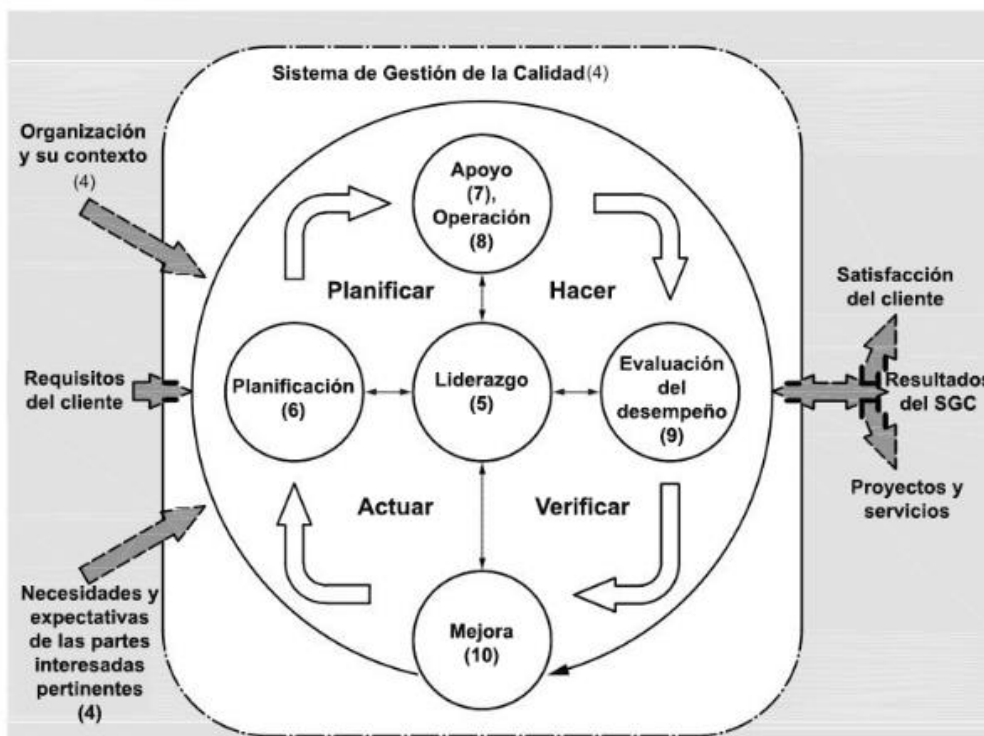 Sistema de Gestión de la Calidad(4)
Organización
y su contexto
(4)
Apoyo
(7),
Operación
(8)
Planificar
Hacer
Satisfacción
del cliente
Requisitos
del cliente
Planificación
(6)
Liderazgo
(5)
Evaluación
del
desempeño
(9)
Resultados
del SGC
Actuar
Verificar
Proyectos y
servicios
Necesidades y
expectativas
de las partes
interesadas
pertinentes
(4)
Mejora
(10)